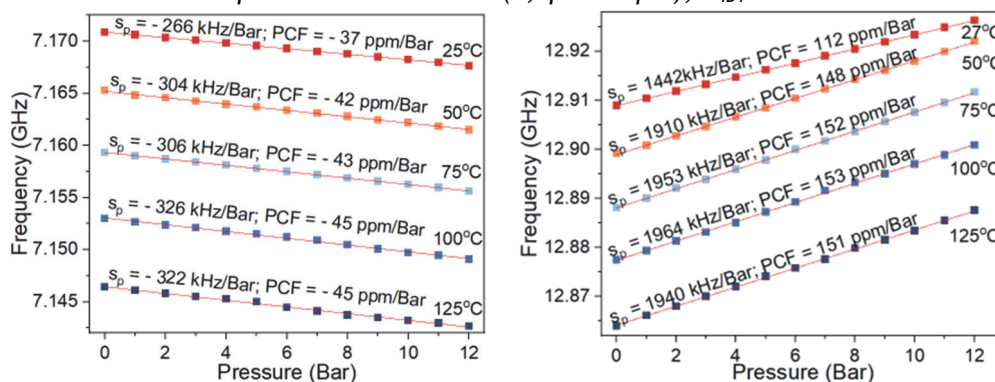 7.170
7.165
7.160
7.155
7.150
7.145
Frequency (GHz)
s_p = - 266 kHz/Bar; PCF = - 37 ppm/Bar 25°C
s_p = - 304 kHz/Bar; PCF = - 42 ppm/Bar 50°C
s_p = - 306 kHz/Bar; PCF = - 43 ppm/Bar 75°C
s_p = - 326 kHz/Bar; PCF = - 45 ppm/Bar 100°C
s_p = - 322 kHz/Bar; PCF = - 45 ppm/Bar 125°C
0 2 4 6 8 10 12
Pressure (Bar)
12.92
12.91
12.90
12.89
12.88
12.87
Frequency (GHz)
s_p = 1442kHz/Bar; PCF = 112 ppm/Bar 27°C
s_p = 1910 kHz/Bar; PCF = 148 ppm/Bar 50°C
s_p = 1953 kHz/Bar; PCF = 152 ppm/Bar 75°C
s_p = 1964 kHz/Bar; PCF = 153 ppm/Bar 100°C
s_p = 1940 kHz/Bar; PCF = 151 ppm/Bar 125°C
0 2 4 6 8 10 12
Pressure (Bar)